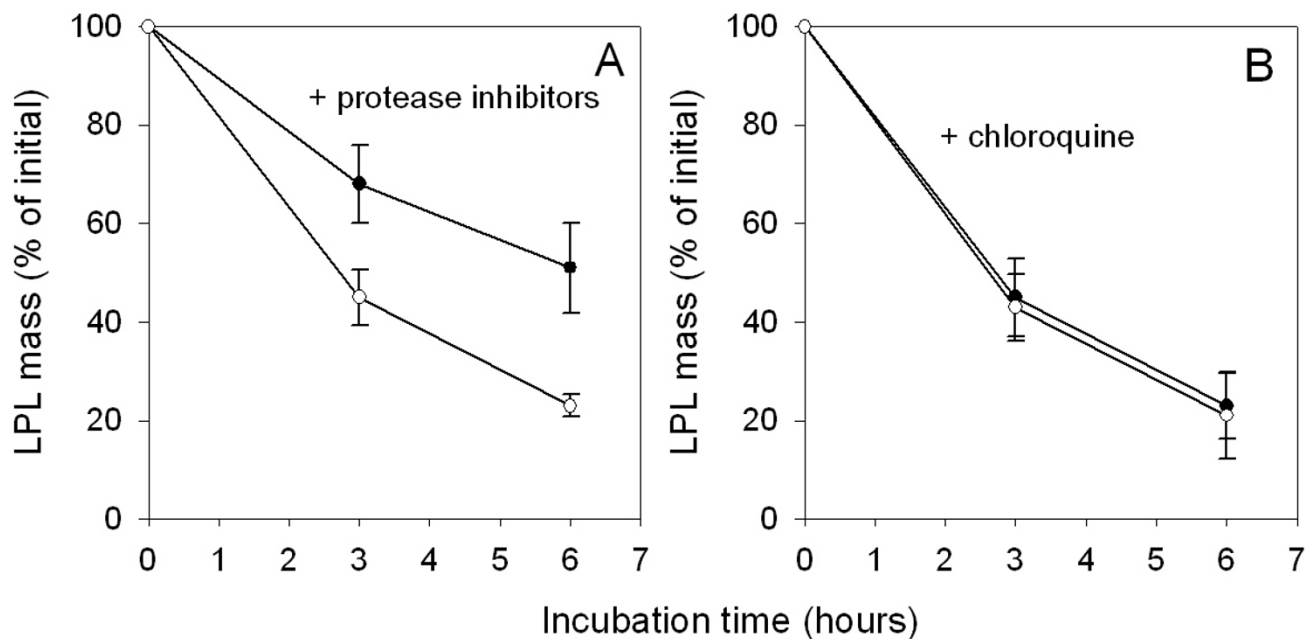 LPL mass (% of initial)
100
80
60
40
20
0
A
+ protease inhibitors
0 1 2 3 4 5 6 7
LPL mass (% of initial)
100
80
60
40
20
0
B
+ chloroquine
0 1 2 3 4 5 6 7
Incubation time (hours)